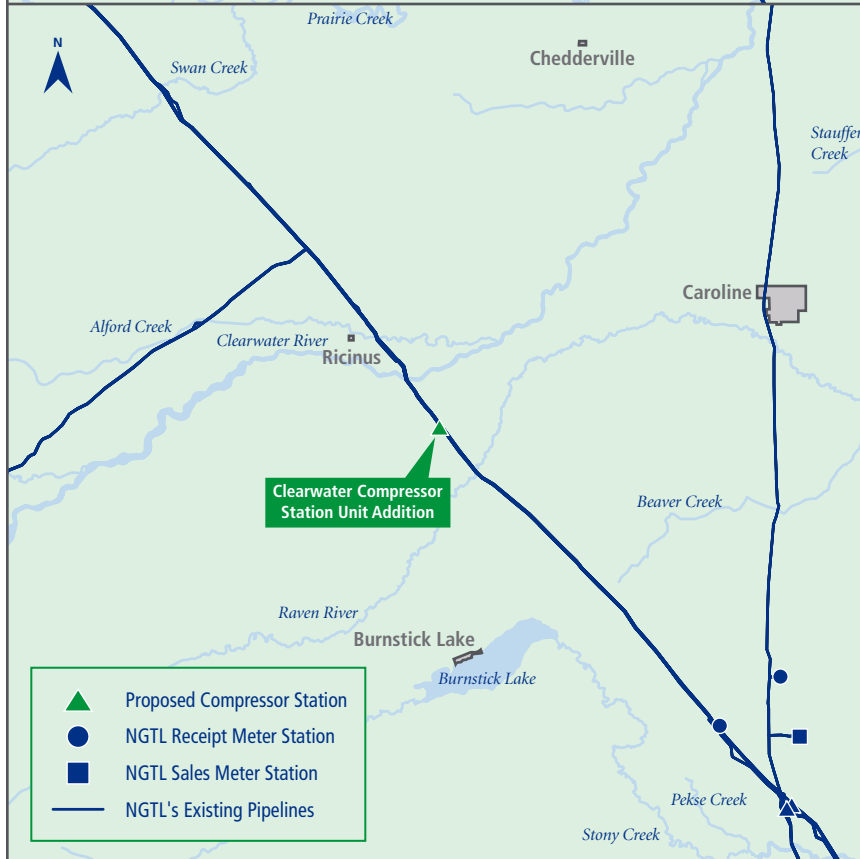 Prairie Creek
N
Chedderville
Swan Creek
Stauffer
Creek
Caroline
Alford Creek
Clearwater River
Ricinus
Clearwater Compressor
Station Unit Addition
Beaver Creek
Raven River
Burnstick Lake
Burnstick Lake
Proposed Compressor Station
NGTL Receipt Meter Station
NGTL Sales Meter Station
NGTL's Existing Pipelines
Pekse Creek
Stony Creek